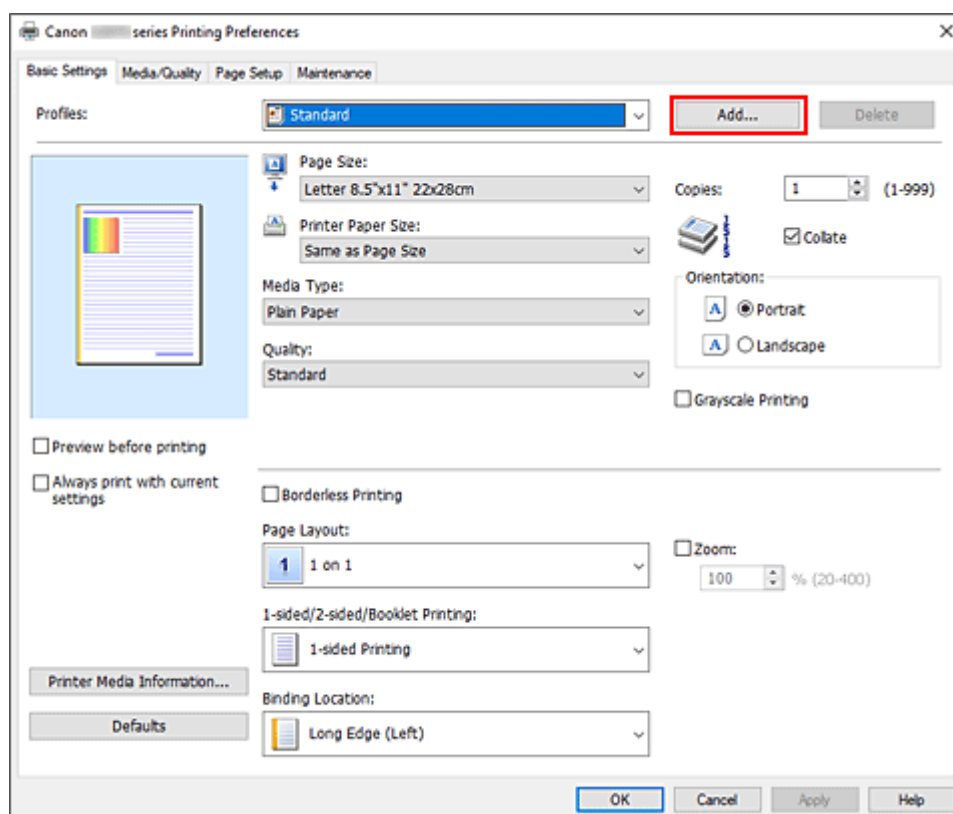 Canon series Printing Preferences
Basic Settings Media/Quality Page Setup Maintenance
Profiles: Standard Add... Delete
Page Size:
Letter 8.5"x11" 22x28cm
Copies: 1 (1-999)
Printer Paper Size:
Same as Page Size
Collate
Media Type:
Plain Paper
Orientation:
Portrait
Landscape
Quality:
Standard
Grayscale Printing
Preview before printing
Always print with current
settings
Borderless Printing
Page Layout:
1 1 on 1
Zoom:
100 % (20-400)
1-sided/2-sided/Booklet Printing:
1-sided Printing
Printer Media Information...
Defaults
Binding Location:
Long Edge (Left)
OK Cancel Apply Help